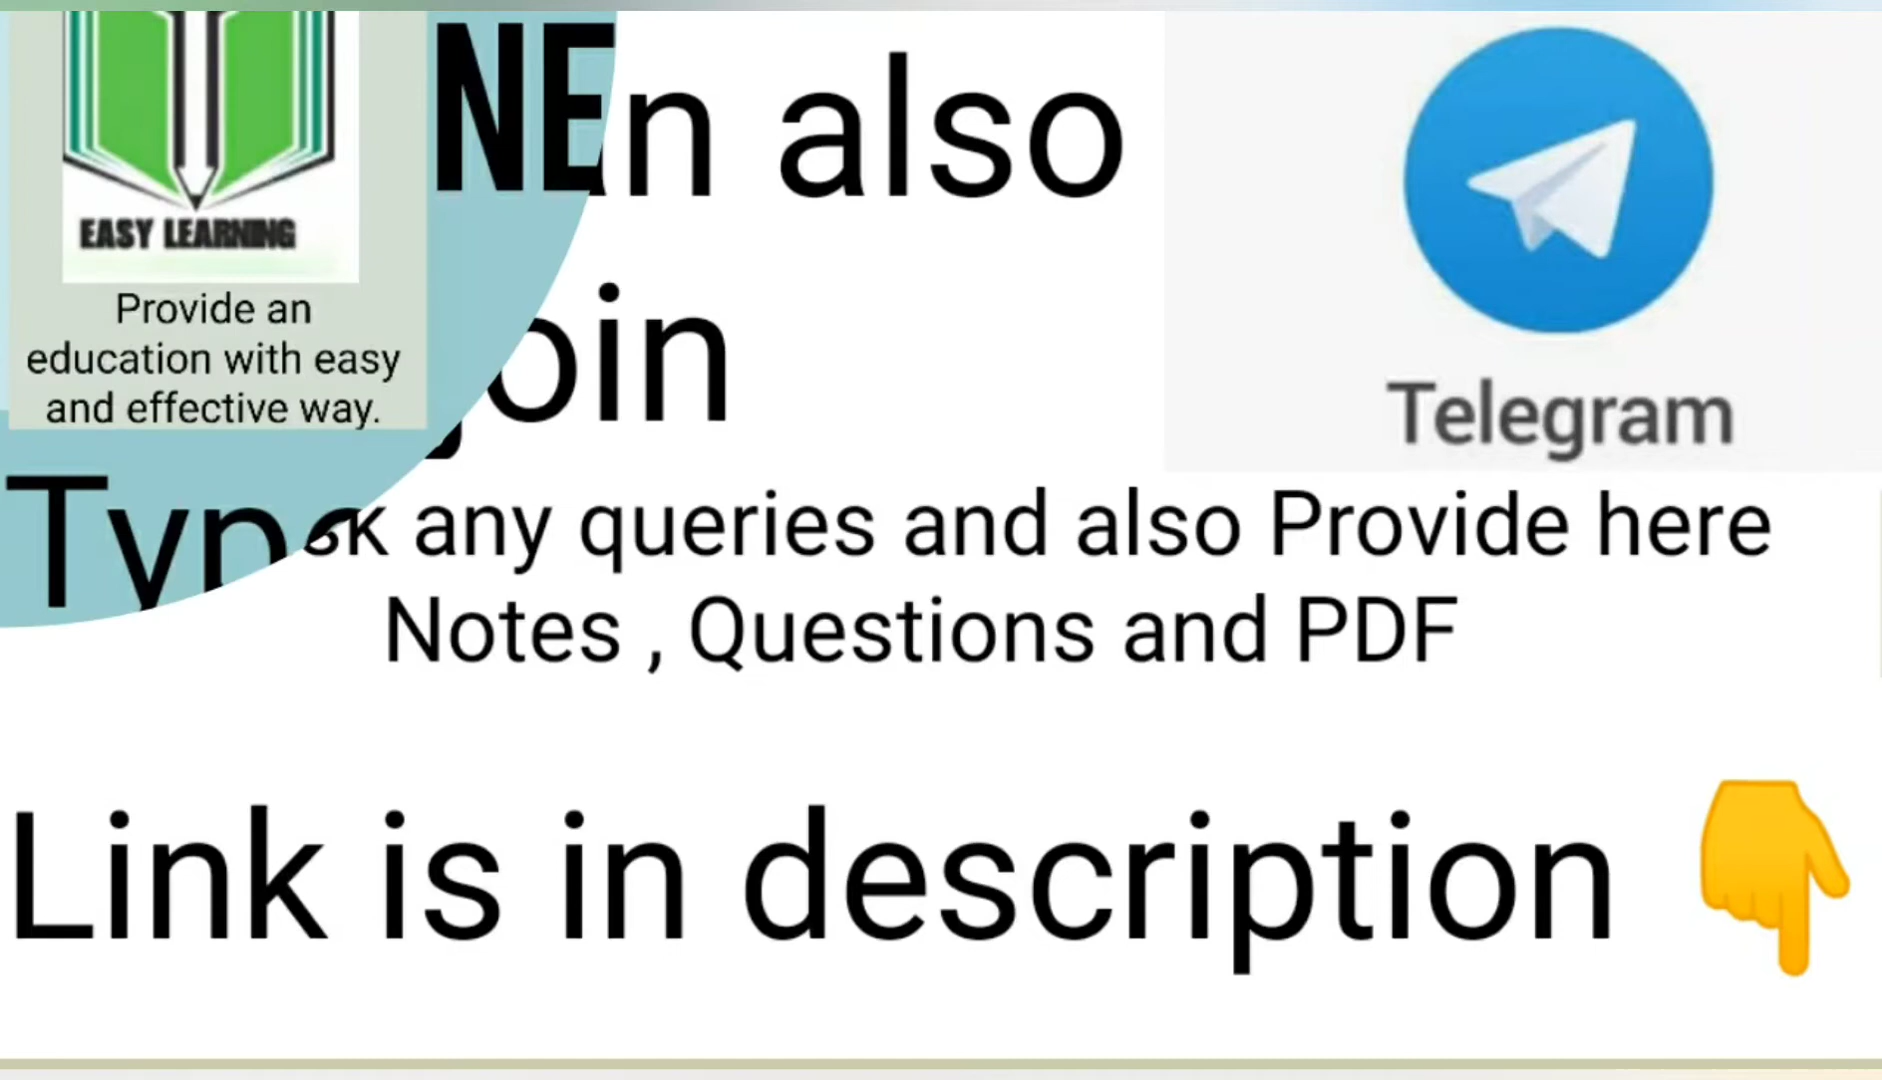 EASY LEARNING
Provide an
education with easy
and effective way.
NE
n also
oin
Telegram
any queries and also Provide here
Notes , Questions and PDF
Link is in description